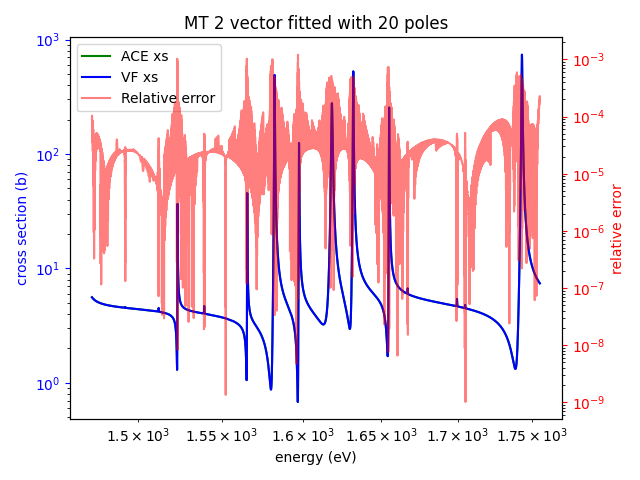 MT 2 vector fitted with 20 poles
ACE xs
VF xs
Relative error
10³
10²
10¹
10⁰
cross section (b)
10⁻³
10⁻⁴
10⁻⁵
10⁻⁶
10⁻⁷
10⁻⁸
10⁻⁹
relative error
1.5 × 10³ 1.55 × 10³ 1.6 × 10³ 1.65 × 10³ 1.7 × 10³ 1.75 × 10³
energy (eV)